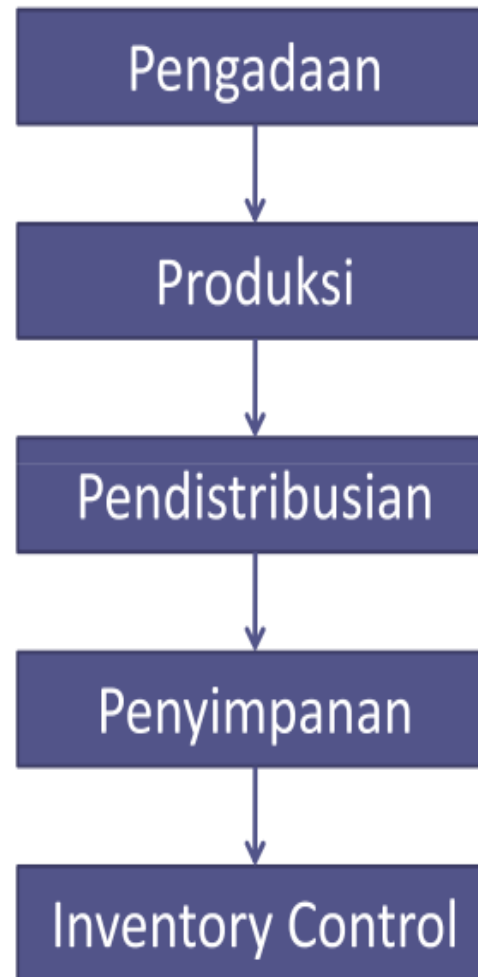 Pengadaan
Produksi
Pendistribusian
Penyimpanan
Inventory Control